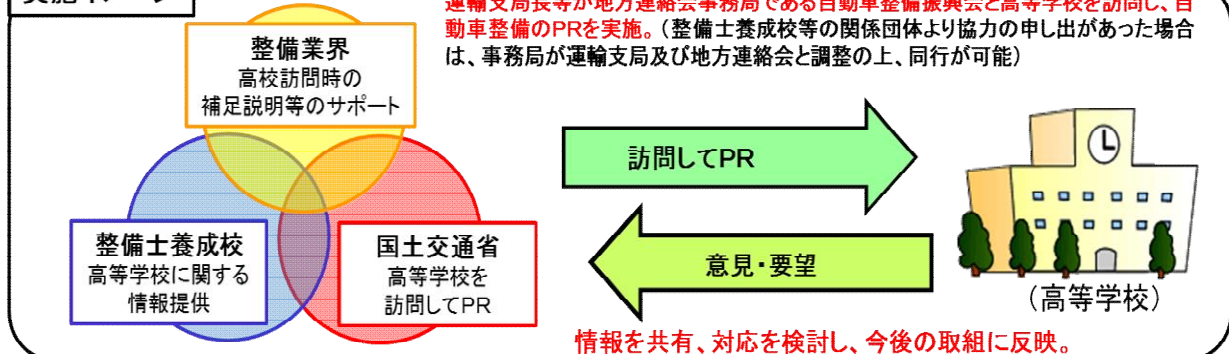 実施イメージ
運輸支局長等が地方連絡会事務局である自動車整備振興会と高等学校を訪問し、自
動車整備のPRを実施。(整備士養成校等の関係団体より協力の申し出があった場合
は、事務局が運輸支局及び地方連絡会と調整の上、同行が可能)
整備業界
高校訪問時の
補足説明等のサポート
整備士養成校
高等学校に関する
情報提供
国土交通省
高等学校を
訪問してPR
訪問してPR
意見・要望
(高等学校)
情報を共有、対応を検討し、今後の取組に反映。